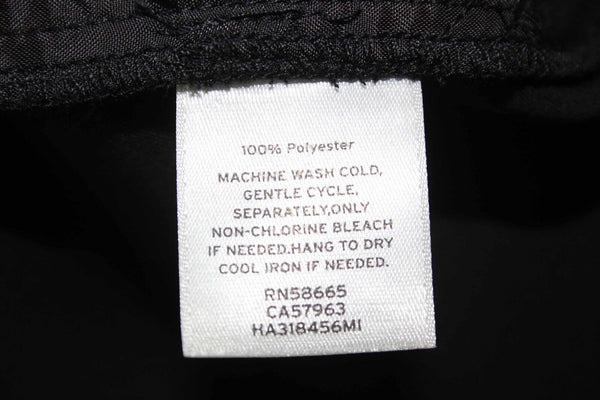 100% Polyester
MACHINE WASH COLD,
GENTLE CYCLE,
SEPARATELY,ONLY
NON-CHLORINE BLEACH
IF NEEDED.HANG TO DRY
COOL IRON IF NEEDED.
RN58665
CA57963
HA318456MI